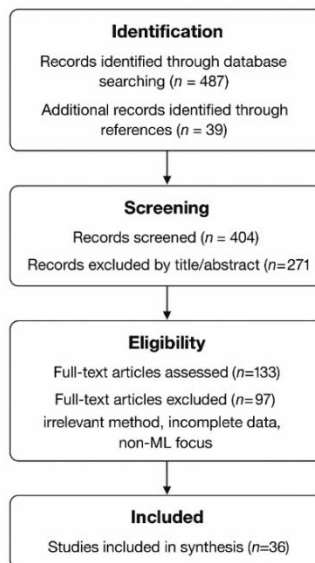 Identification
Records identified through database
searching (n = 487)
Additional records identified through
references (n = 39)
Screening
Records screened (n = 404)
Records excluded by title/abstract (n=271
Eligibility
Full-text articles assessed (n=133)
Full-text articles excluded (n=97)
irrelevant method, incomplete data,
non-ML focus
Included
Studies included in synthesis (n=36)